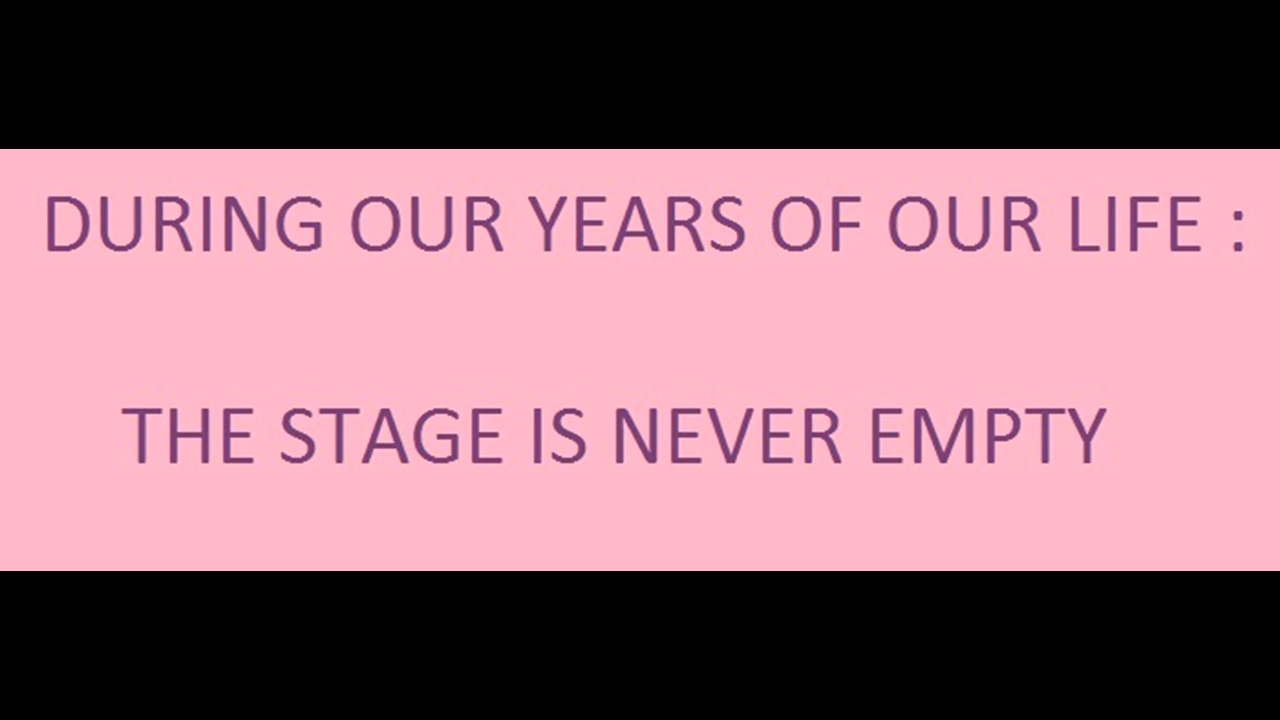 DURING OUR YEARS OF OUR LIFE :
THE STAGE IS NEVER EMPTY